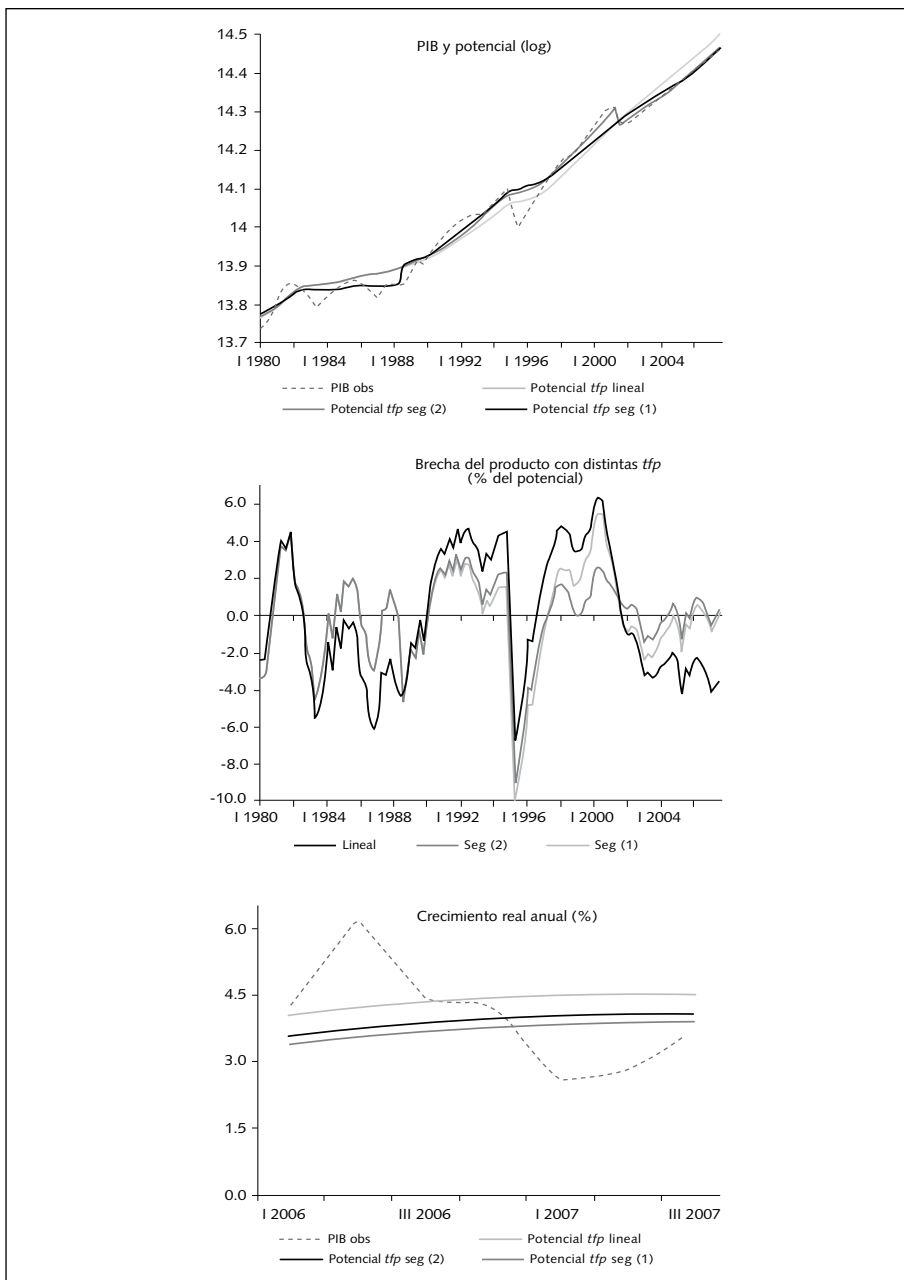 PIB y potencial (log)
14.5
14.4
14.3
14.2
14.1
14
13.9
13.8
13.7
I 1980 I 1984 I 1988 I 1992 I 1996 I 2000 I 2004
PIB obs Potencial tfp lineal
Potencial tfp seg (2) Potencial tfp seg (1)
Brecha del producto con distintas tfp
(% del potencial)
6.0
4.0
2.0
0.0
-2.0
-4.0
-6.0
-8.0
-10.0
I 1980 I 1984 I 1988 I 1992 I 1996 I 2000 I 2004
Lineal Seg (2) Seg (1)
Crecimiento real anual (%)
6.0
4.5
3.0
1.5
0.0
I 2006 III 2006 I 2007 III 2007
PIB obs Potencial tfp lineal
Potencial tfp seg (2) Potencial tfp seg (1)